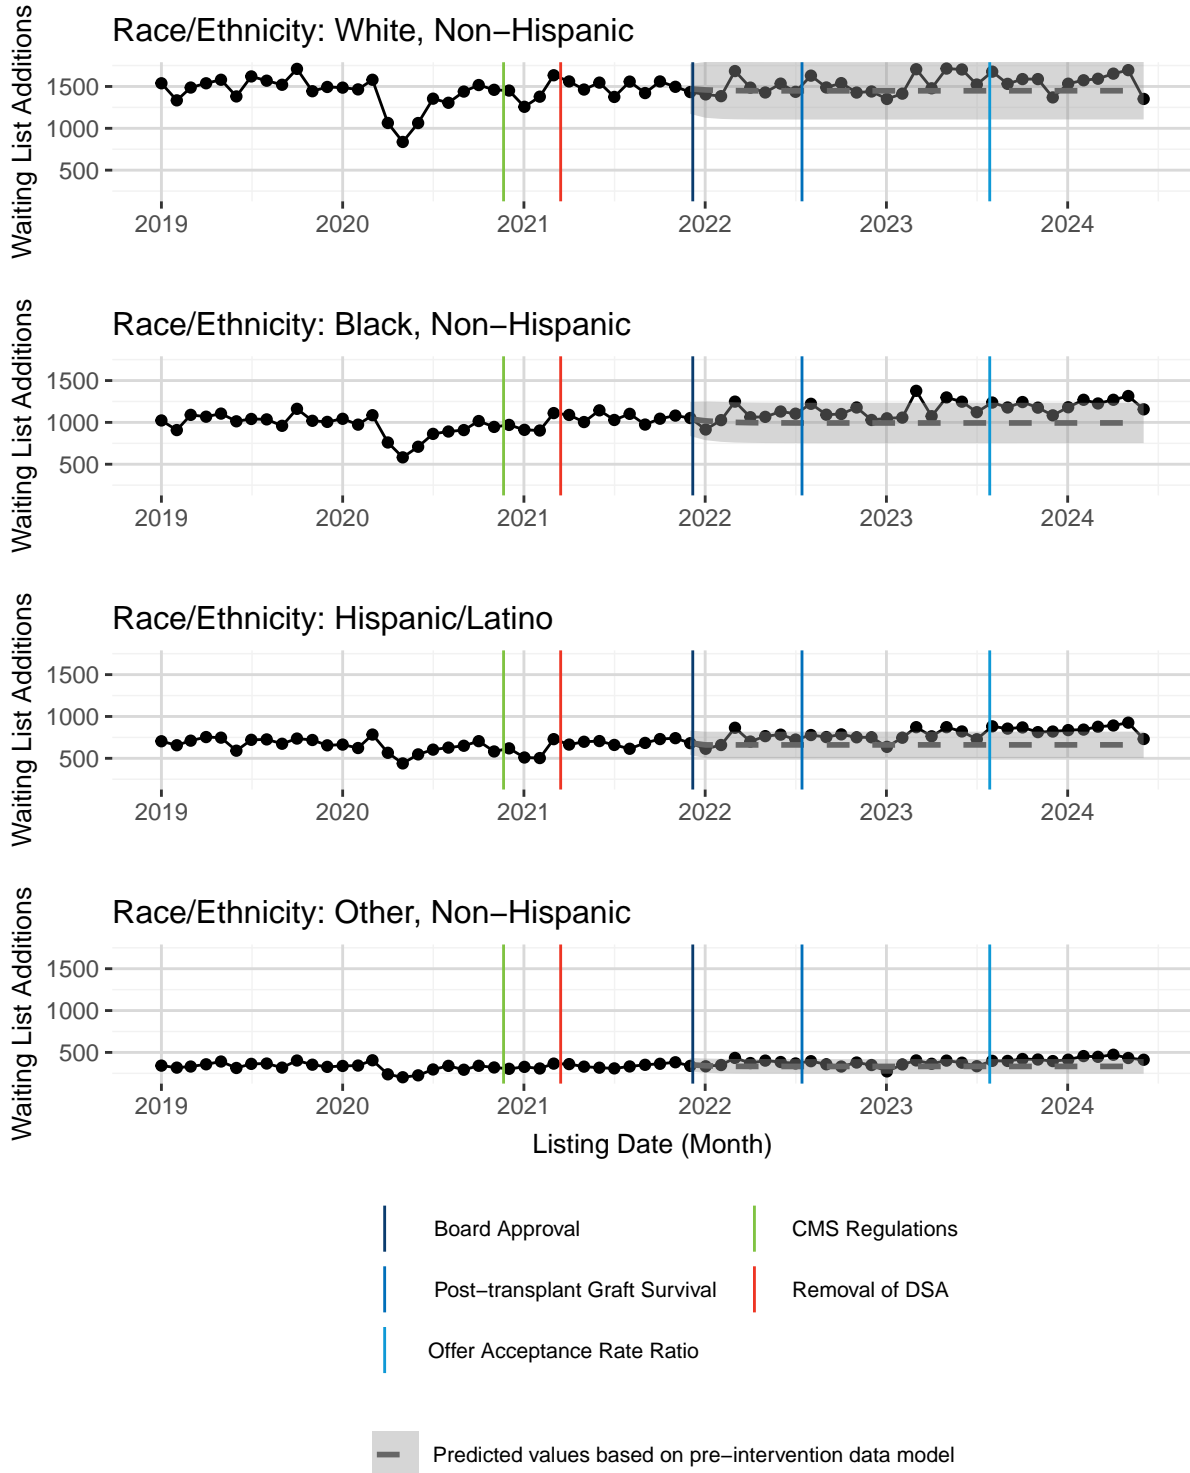 Race/Ethnicity: White, Non−Hispanic
Waiting List Additions
1500
1000
500
2019 2020 2021 2022 2023 2024
Race/Ethnicity: Black, Non−Hispanic
Waiting List Additions
1500
1000
500
2019 2020 2021 2022 2023 2024
Race/Ethnicity: Hispanic/Latino
Waiting List Additions
1500
1000
500
2019 2020 2021 2022 2023 2024
Race/Ethnicity: Other, Non−Hispanic
Waiting List Additions
1500
1000
500
2019 2020 2021 2022 2023 2024
Listing Date (Month)
Board Approval
CMS Regulations
Post−transplant Graft Survival
Removal of DSA
Offer Acceptance Rate Ratio
Predicted values based on pre−intervention data model